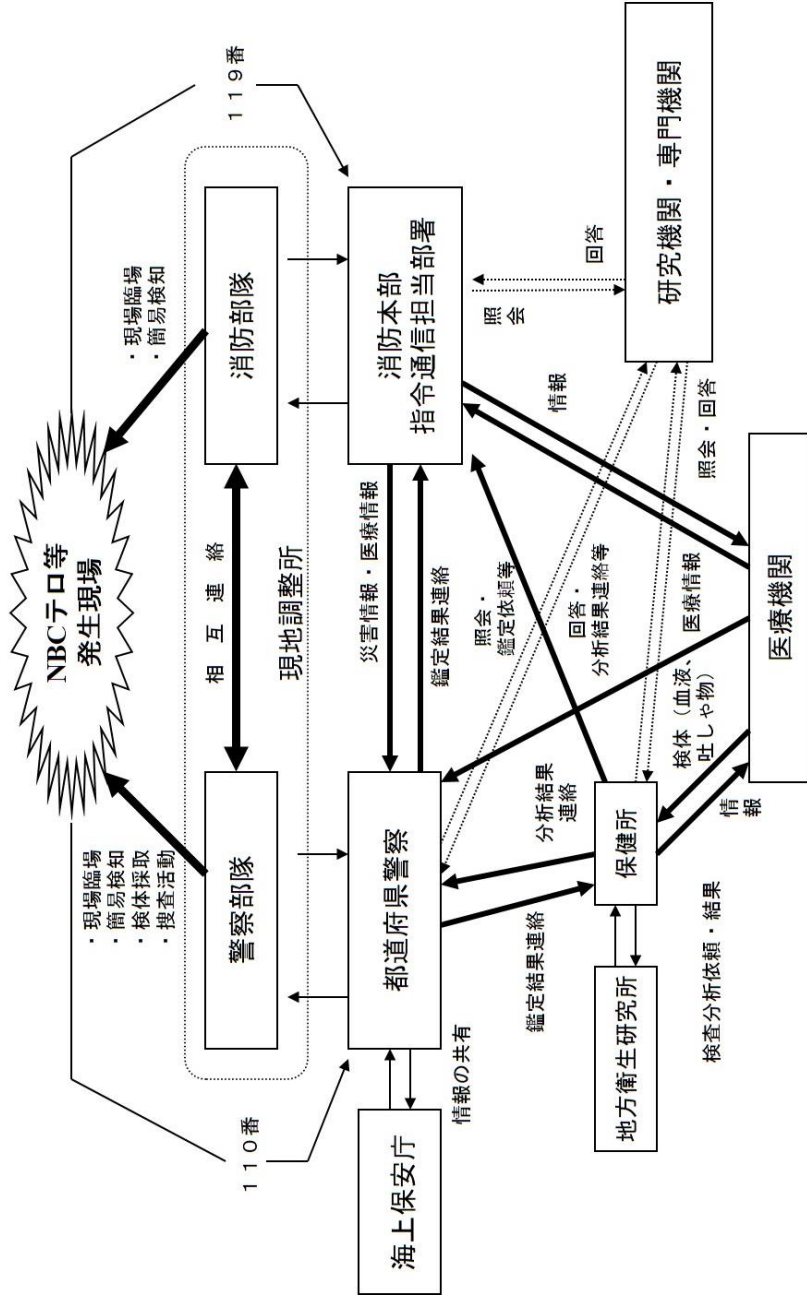 NBCテロ等
発生現場
119番
110番
・現場臨場
・簡易検知
・検体採取
・捜査活動
・現場臨場
・簡易検知
警察部隊
相互連絡
消防部隊
現地調整所
海上保安庁
情報の共有
都道府県警察
災害情報・医療情報
鑑定結果連絡
消防本部
指令通信担当部署
照会・
鑑定依頼等
回答・
分析結果連絡等
照会
回答
情報
鑑定結果連絡
分析結果
連絡
医療情報
照会・回答
研究機関・専門機関
地方衛生研究所
保健所
検体（血液、
吐しゃ物）
情報
検査分析依頼・結果
医療機関